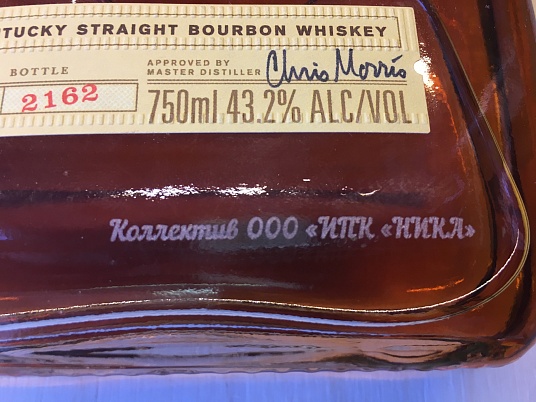 TUCKY STRAIGHT BOURBON WHISKEY
BOTTLE
2162
APPROVED BY
MASTER DISTILLER
Chris Morris
750ml 43.2% ALC/VOL
Коллектив ООО «ИПК «НИКА»